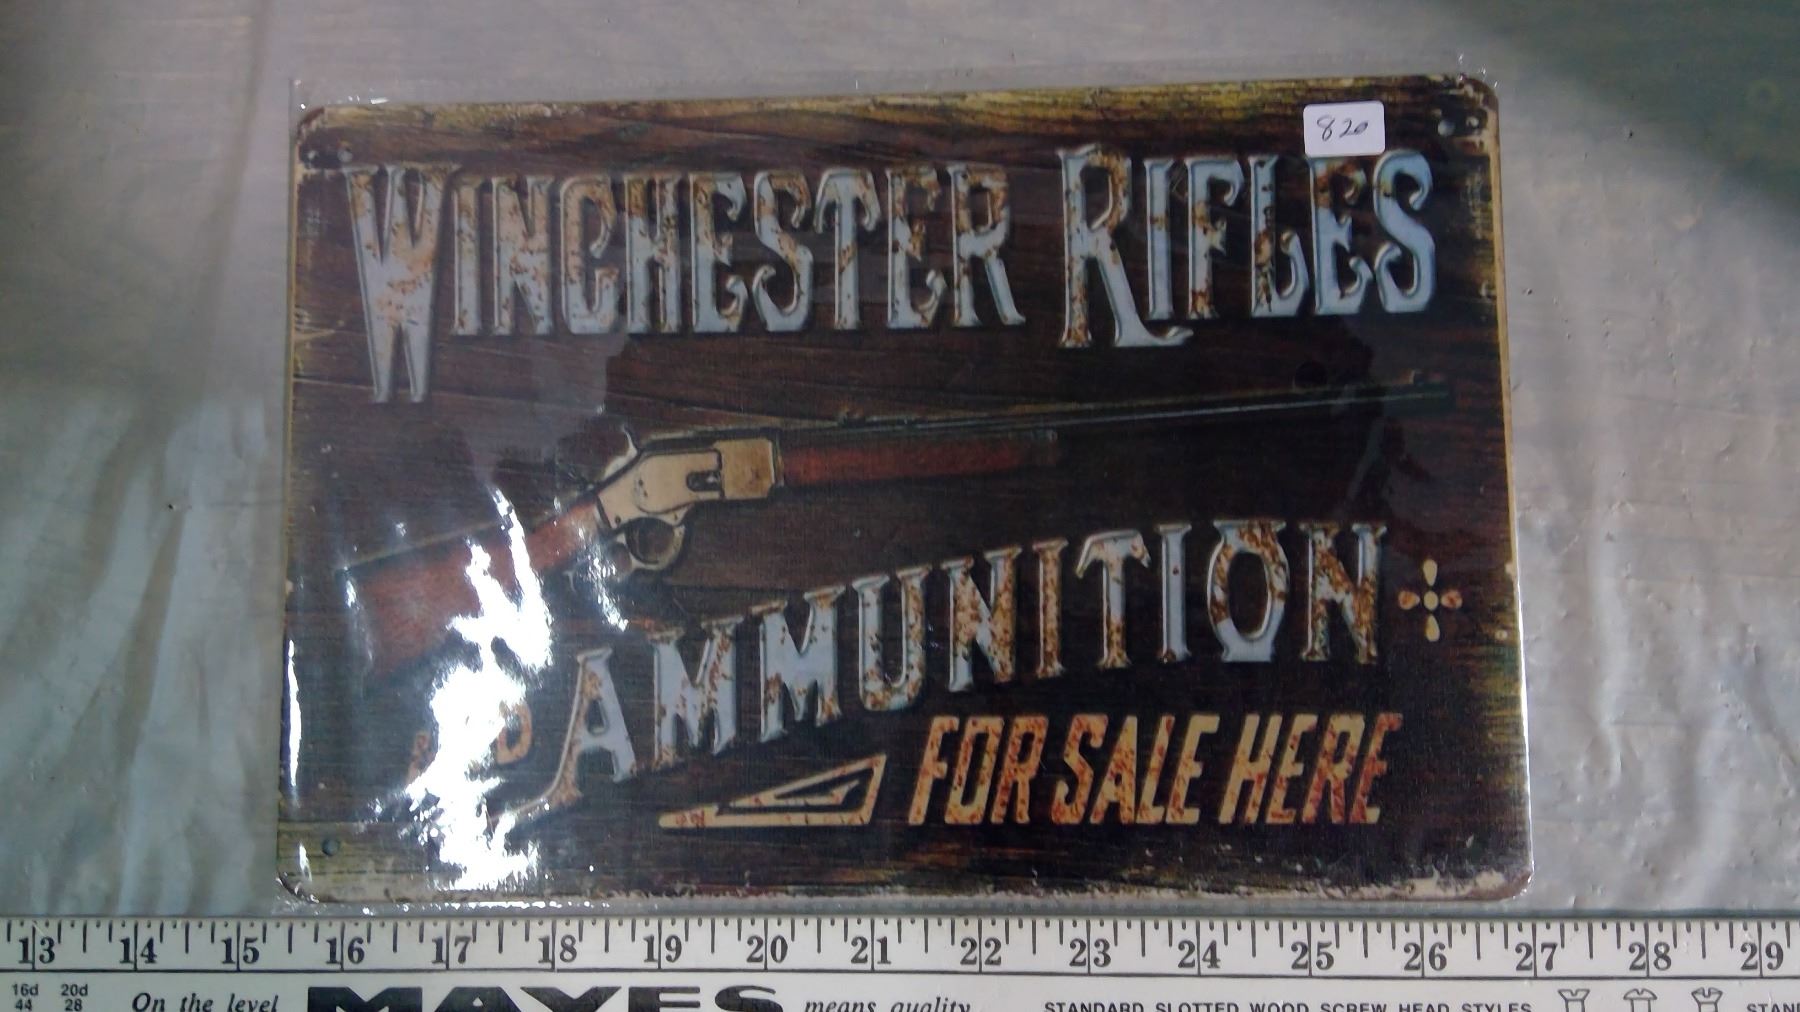 820
WINCHESTER RIFLES
AMMUNITION
FOR SALE HERE
13 14 15 16 17 18 19 20 21 22 23 24 25 26 27 28 29
16d 20d
44 28
On the level MAYES means quality STANDARD SLOTTED WOOD SCREW HEAD STYLES